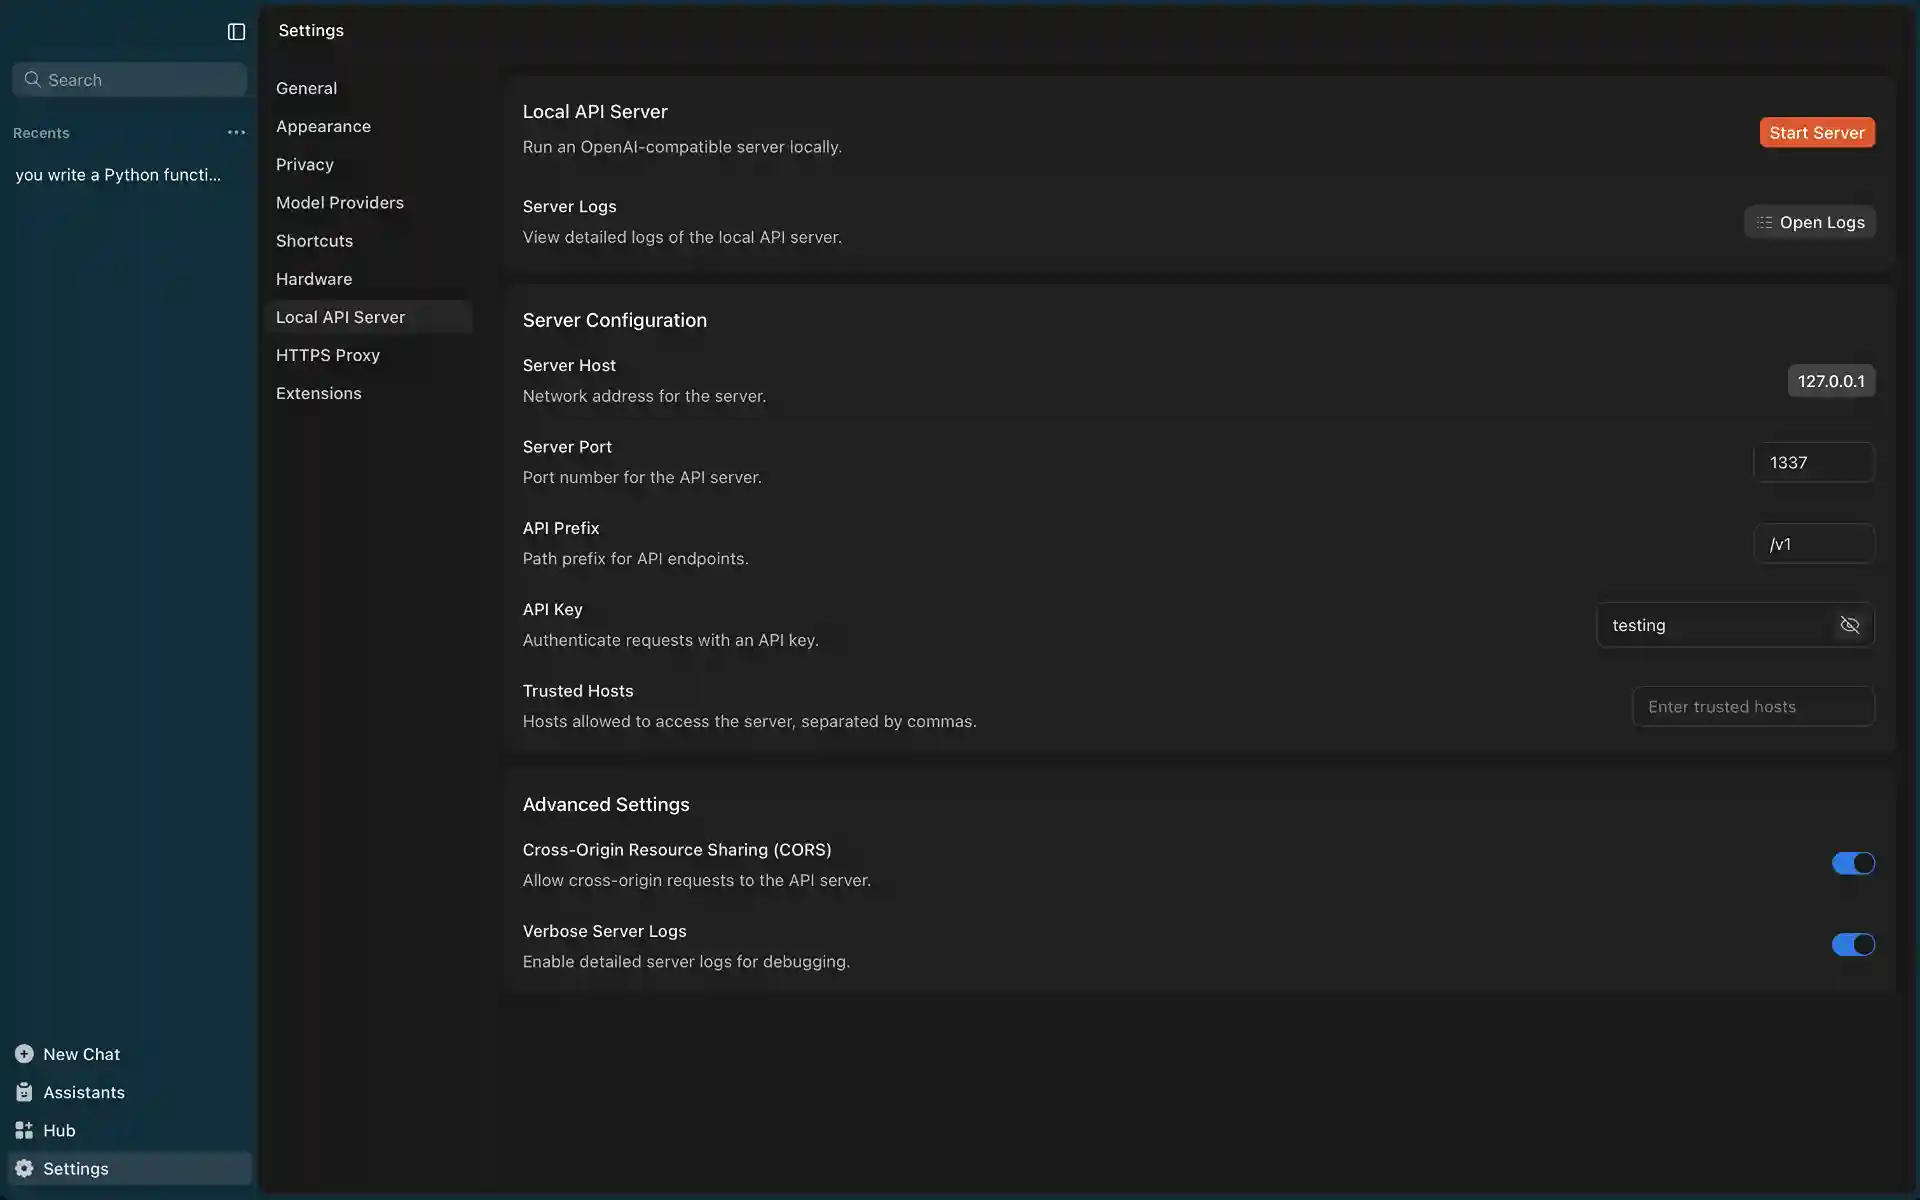 Search
Recents
you write a Python functi...
New Chat
Assistants
Hub
Settings
Settings
General
Appearance
Privacy
Model Providers
Shortcuts
Hardware
Local API Server
HTTPS Proxy
Extensions
Local API Server
Run an OpenAI-compatible server locally.
Start Server
Server Logs
View detailed logs of the local API server.
Open Logs
Server Configuration
Server Host
Network address for the server.
127.0.0.1
Server Port
Port number for the API server.
1337
API Prefix
Path prefix for API endpoints.
/v1
API Key
Authenticate requests with an API key.
testing
Trusted Hosts
Hosts allowed to access the server, separated by commas.
Enter trusted hosts
Advanced Settings
Cross-Origin Resource Sharing (CORS)
Allow cross-origin requests to the API server.
Verbose Server Logs
Enable detailed server logs for debugging.